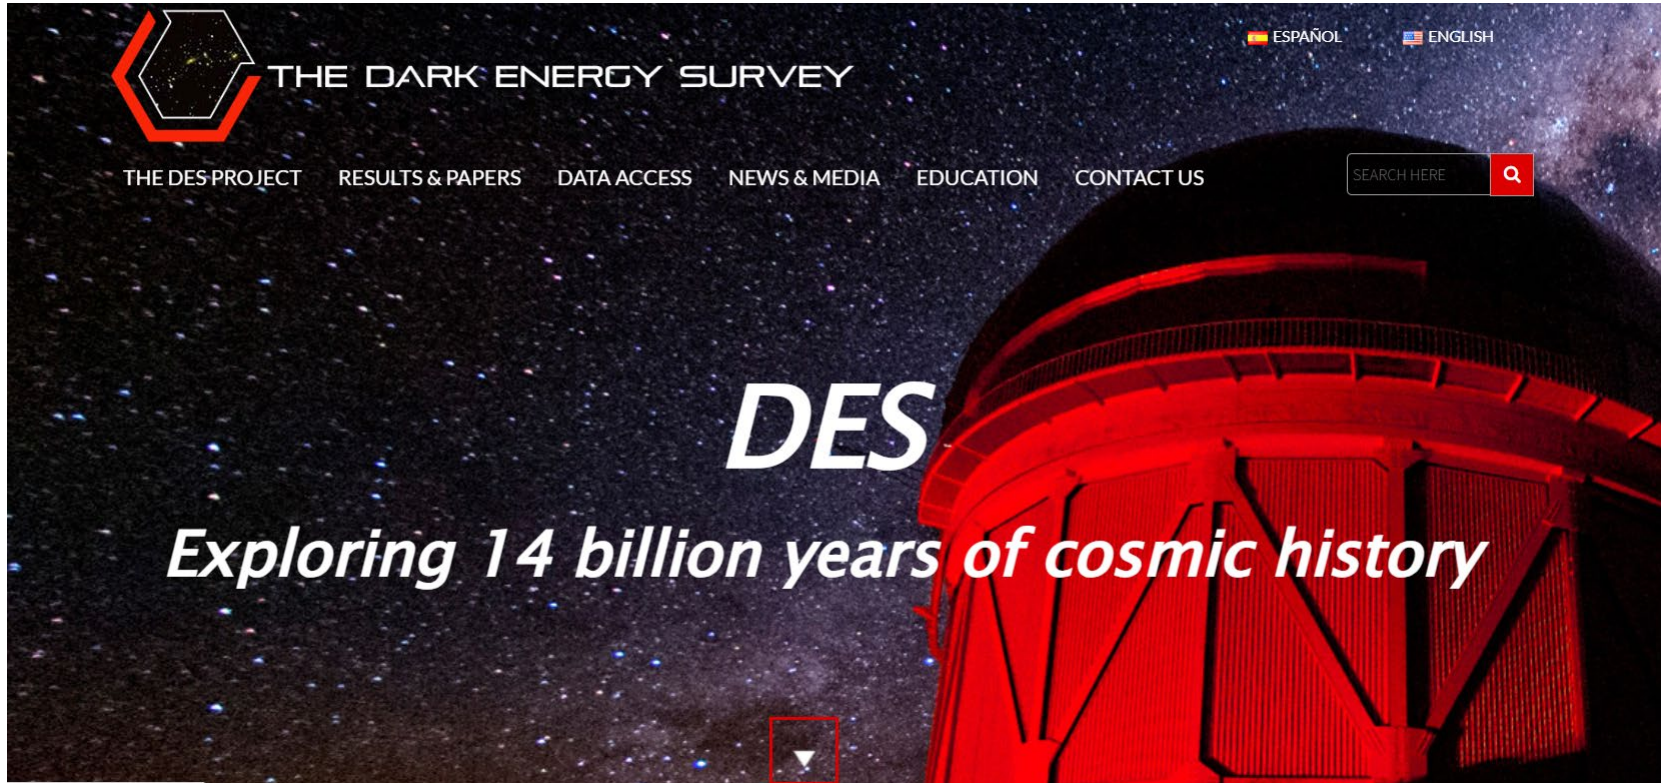 ESPAÑOL ENGLISH
THE DARK ENERGY SURVEY
THE DES PROJECT RESULTS & PAPERS DATA ACCESS NEWS & MEDIA EDUCATION CONTACT US SEARCH HERE
DES
Exploring 14 billion years of cosmic history